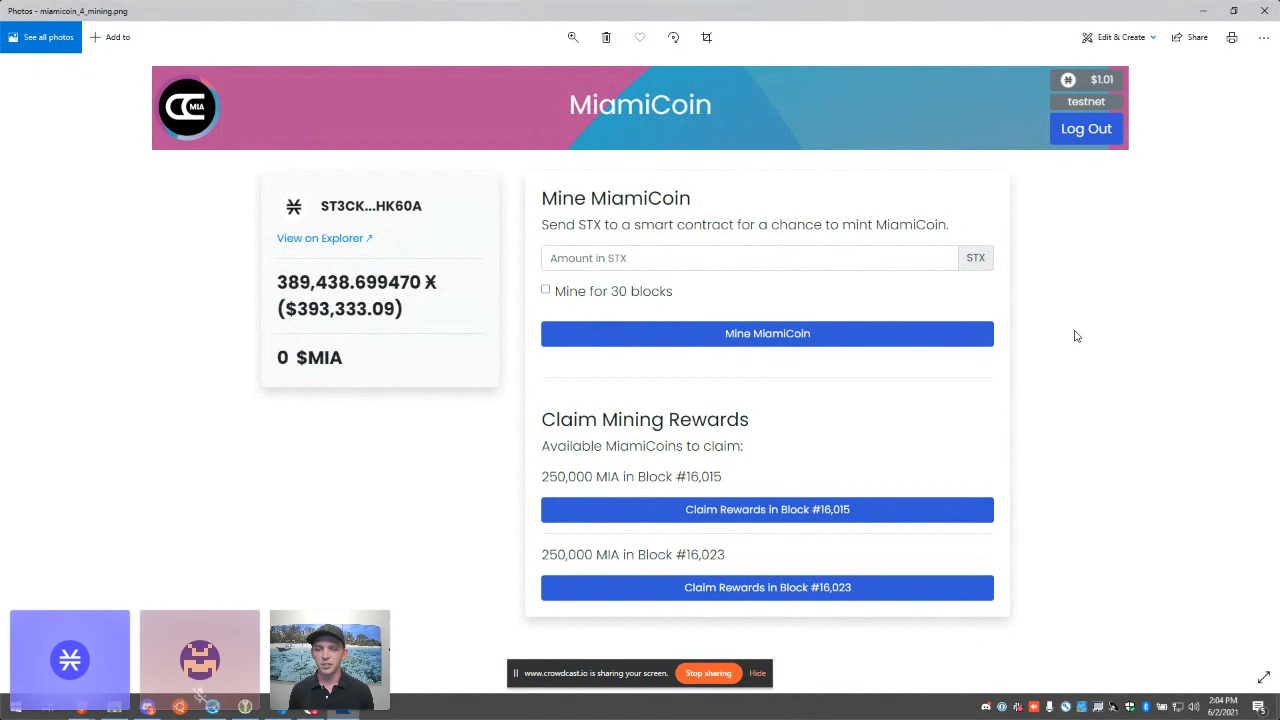 Photos - miamicoin_4_mining.png
See all photos
Add to
Edit & Create
Share
MIA
MiamiCoin
$1.01
testnet
Log Out
ST3CK...HK60A
View on Explorer
389,438.699470
($393,333.09)
0 $MIA
Mine MiamiCoin
Send STX to a smart contract for a chance to mint MiamiCoin.
Amount in STX
STX
Mine for 30 blocks
Mine MiamiCoin
Claim Mining Rewards
Available MiamiCoins to claim:
250,000 MIA in Block #16,015
Claim Rewards in Block #16,015
250,000 MIA in Block #16,023
Claim Rewards in Block #16,023
www.crowdcast.io is sharing your screen.
Stop sharing
Hide
2:04 PM
6/2/2021